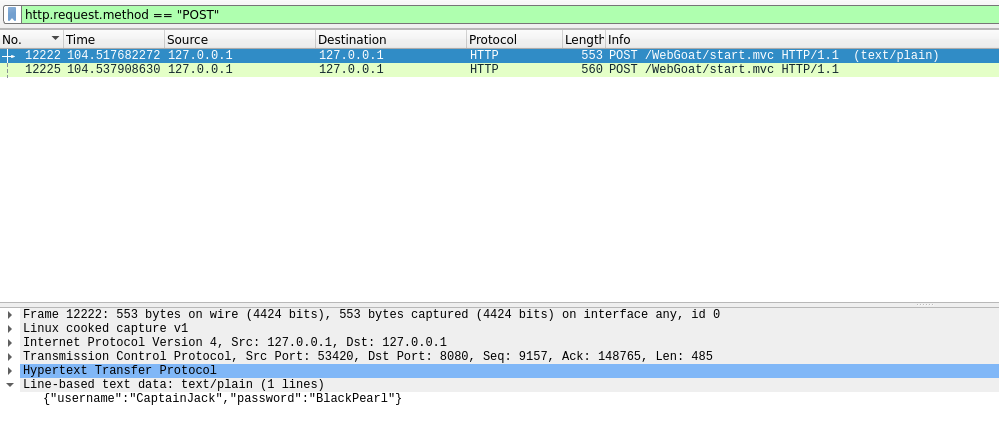 http.request.method == "POST"
No. Time Source Destination Protocol Length Info
12222 104.517682272 127.0.0.1 127.0.0.1 HTTP 553 POST /WebGoat/start.mvc HTTP/1.1 (text/plain)
12225 104.537908630 127.0.0.1 127.0.0.1 HTTP 560 POST /WebGoat/start.mvc HTTP/1.1
Frame 12222: 553 bytes on wire (4424 bits), 553 bytes captured (4424 bits) on interface any, id 0
Linux cooked capture v1
Internet Protocol Version 4, Src: 127.0.0.1, Dst: 127.0.0.1
Transmission Control Protocol, Src Port: 53420, Dst Port: 8080, Seq: 9157, Ack: 148765, Len: 485
Hypertext Transfer Protocol
Line-based text data: text/plain (1 lines)
{"username":"CaptainJack","password":"BlackPearl"}